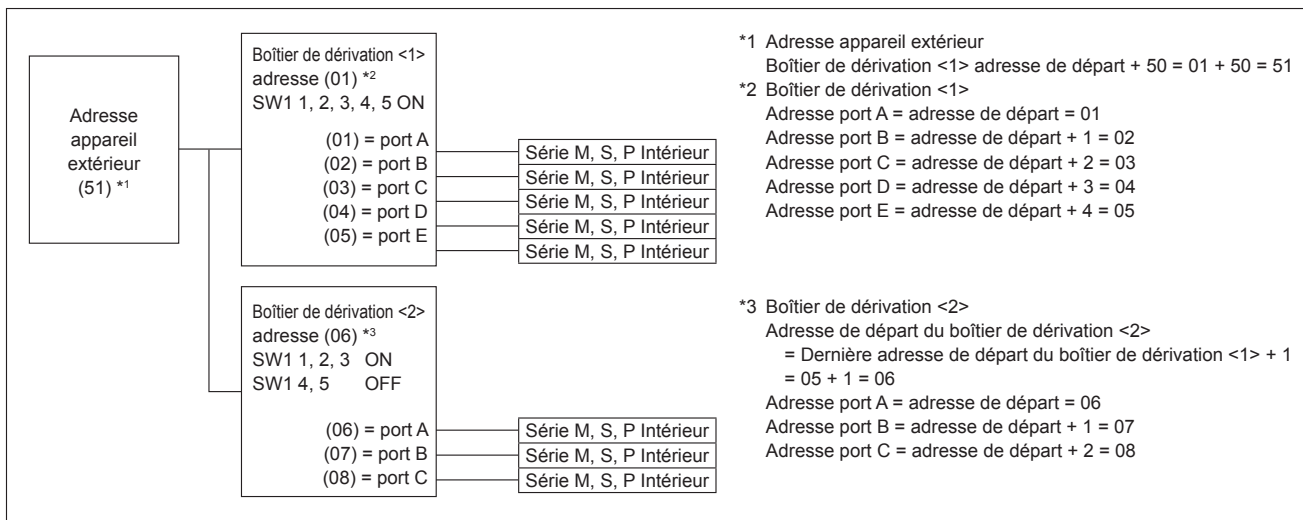 Adresse
appareil
extérieur
(51) *1
Boîtier de dérivation <1>
adresse (01) *2
SW1 1, 2, 3, 4, 5 ON
(01) = port A
(02) = port B
(03) = port C
(04) = port D
(05) = port E
Série M, S, P Intérieur
Série M, S, P Intérieur
Série M, S, P Intérieur
Série M, S, P Intérieur
Série M, S, P Intérieur
Boîtier de dérivation <2>
adresse (06) *3
SW1 1, 2, 3 ON
SW1 4, 5 OFF
(06) = port A
(07) = port B
(08) = port C
Série M, S, P Intérieur
Série M, S, P Intérieur
Série M, S, P Intérieur
*1 Adresse appareil extérieur
Boîtier de dérivation <1> adresse de départ + 50 = 01 + 50 = 51
*2 Boîtier de dérivation <1>
Adresse port A = adresse de départ = 01
Adresse port B = adresse de départ + 1 = 02
Adresse port C = adresse de départ + 2 = 03
Adresse port D = adresse de départ + 3 = 04
Adresse port E = adresse de départ + 4 = 05
*3 Boîtier de dérivation <2>
Adresse de départ du boîtier de dérivation <2>
= Dernière adresse de départ du boîtier de dérivation <1> + 1
= 05 + 1 = 06
Adresse port A = adresse de départ = 06
Adresse port B = adresse de départ + 1 = 07
Adresse port C = adresse de départ + 2 = 08